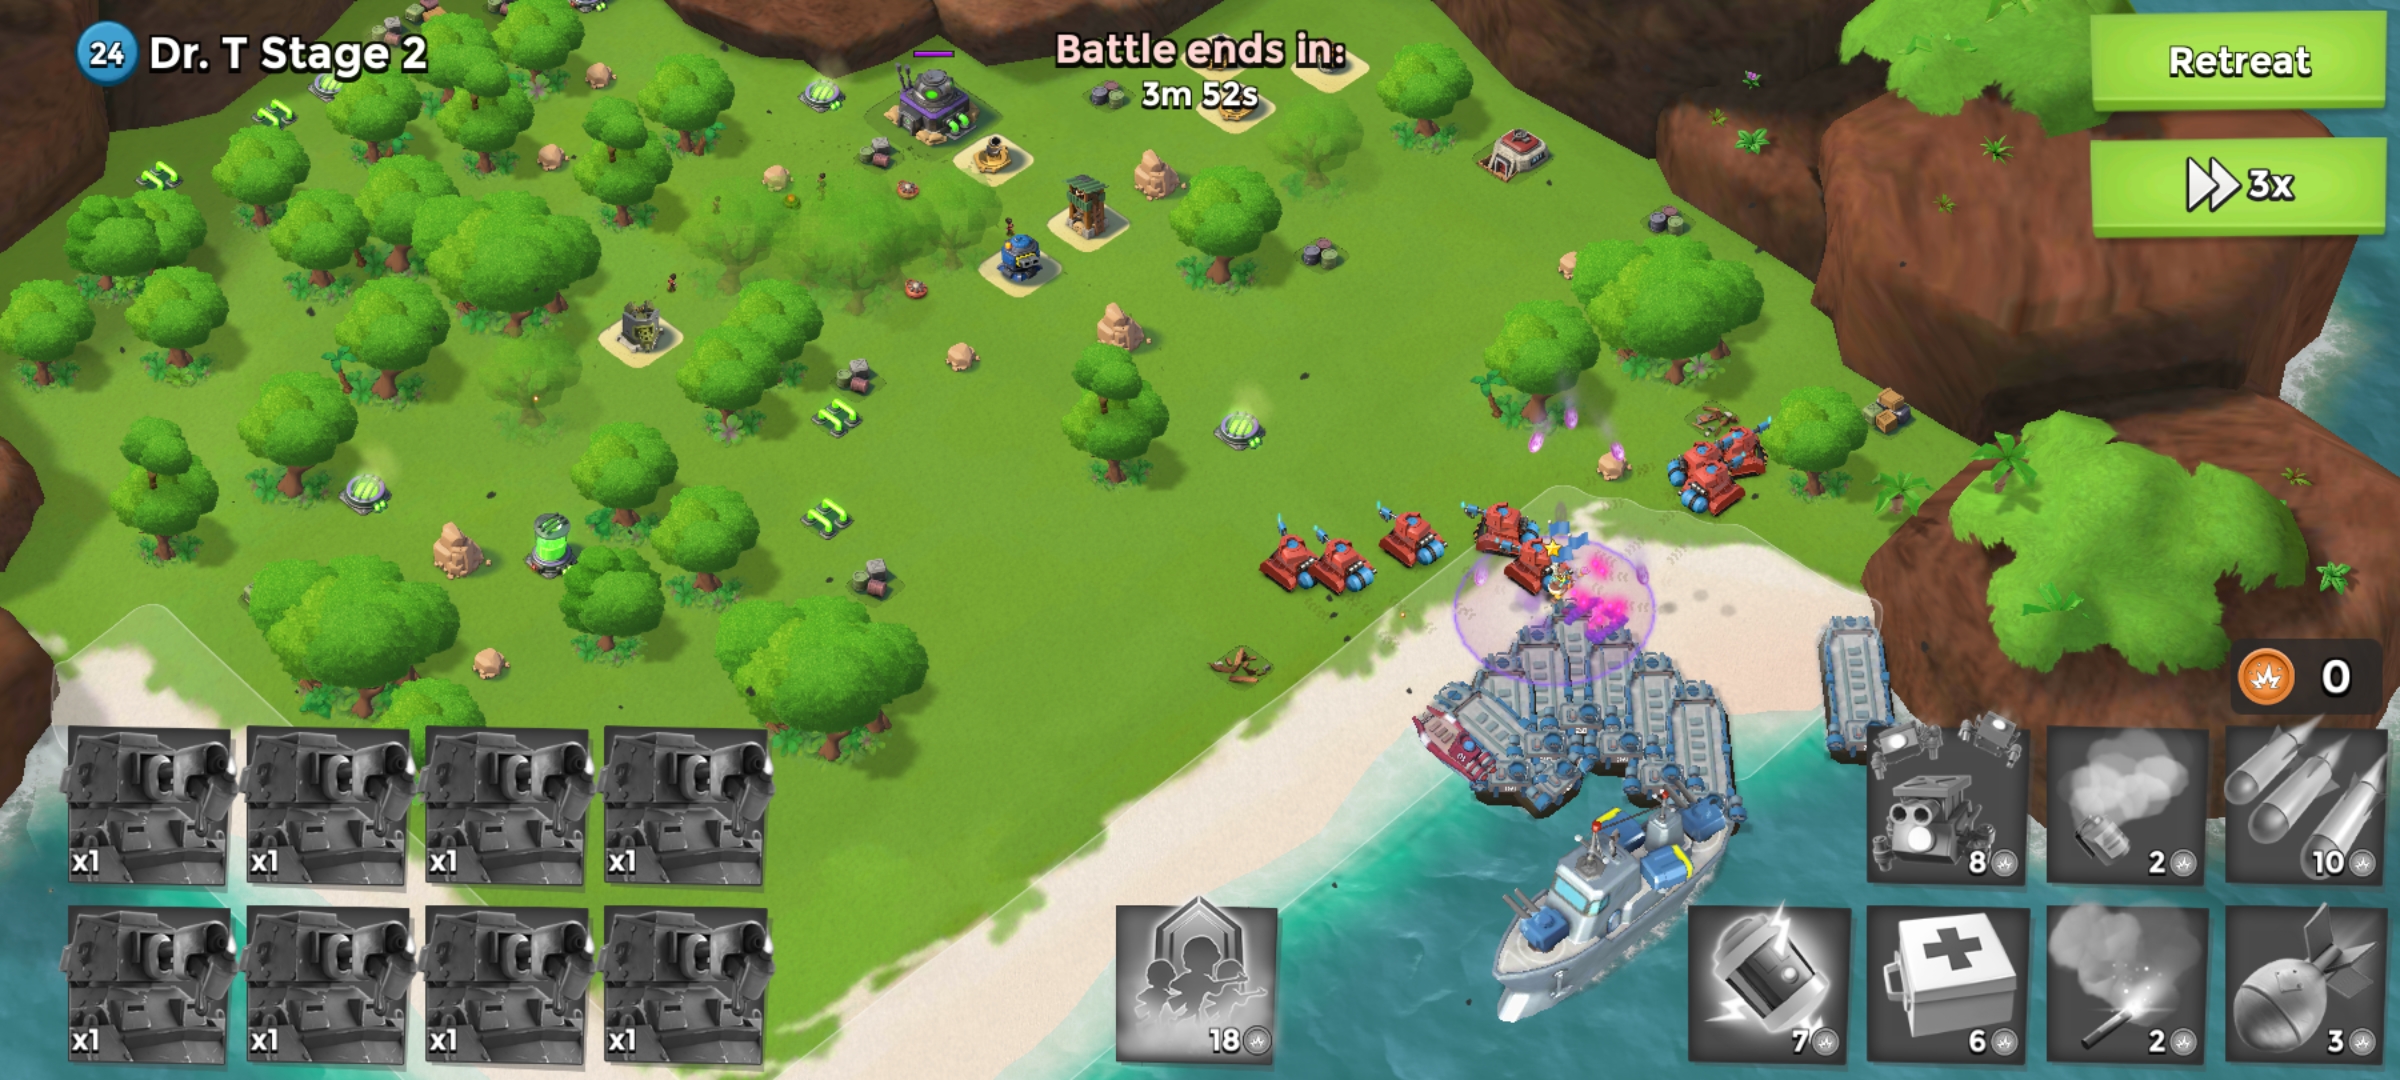 24 Dr. T Stage 2
Battle ends in:
3m 52s
Retreat
3x
0
x1 x1 x1 x1
8 2 10
x1 x1 x1 x1
18 7 6 2 3